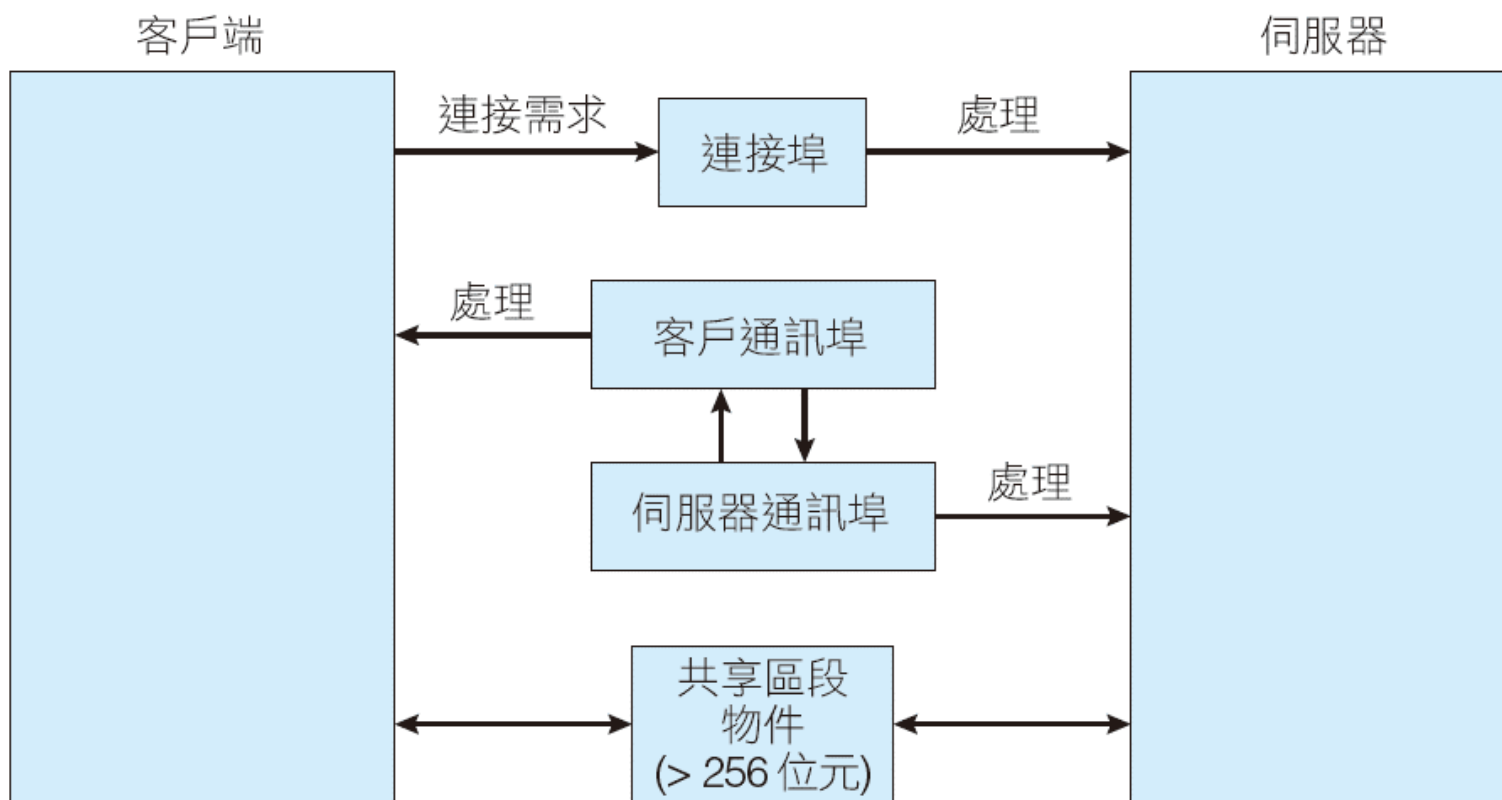 客戶端
伺服器
連接需求
連接埠
處理
處理
客戶通訊埠
伺服器通訊埠
處理
共享區段
物件
(> 256 位元)